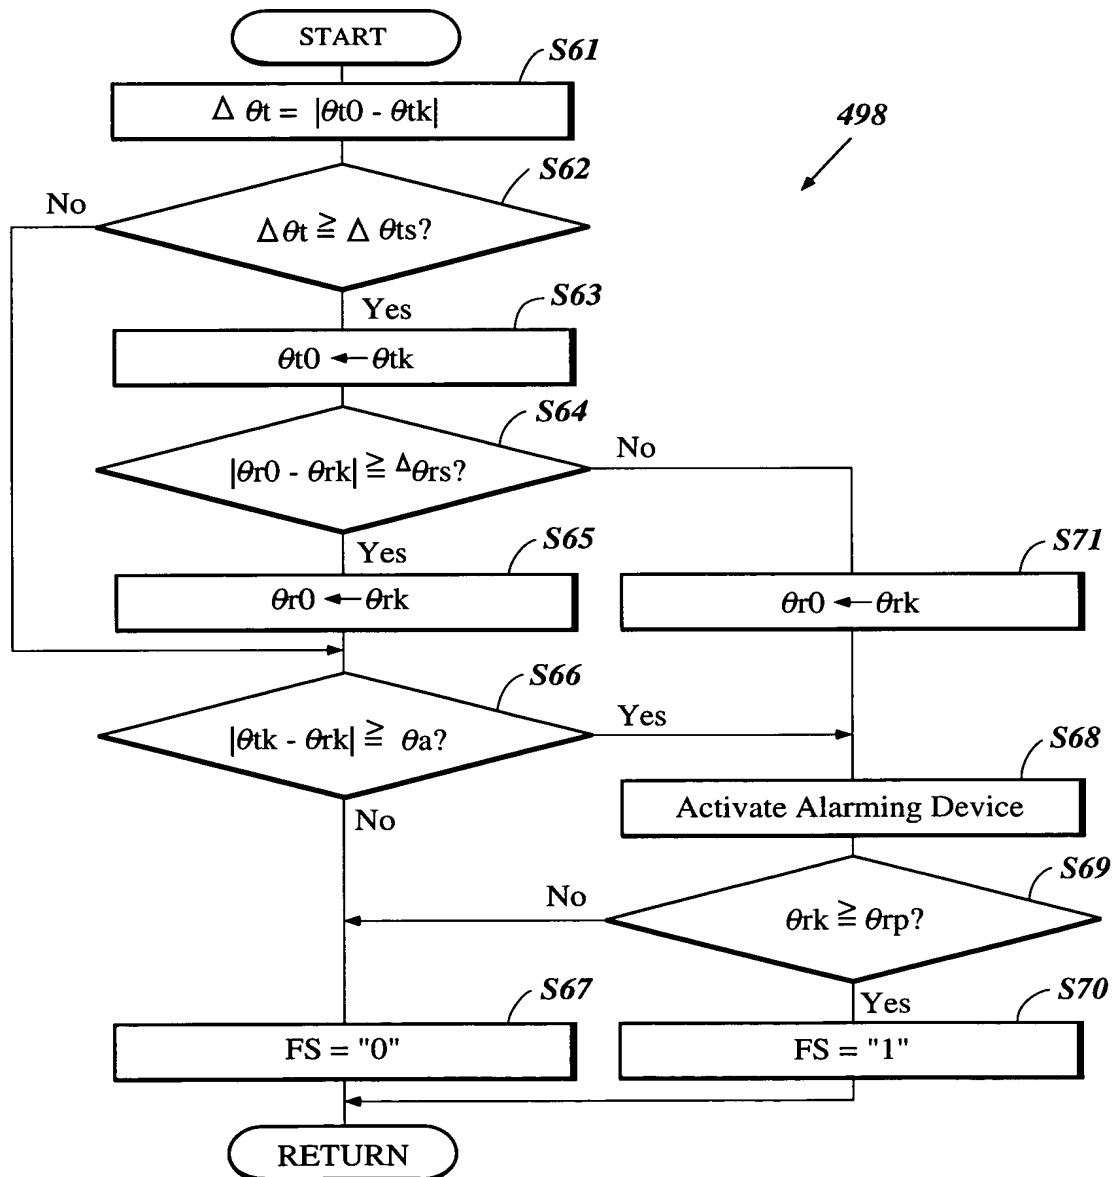 START
S61
Δ θt = |θt0 - θtk|
498
S62
No
Δθt ≧ Δ θts?
Yes
S63
θt0 ← θtk
S64
No
|θr0 - θrk| ≧ Δθrs?
Yes
S65
S71
θr0 ← θrk
θr0 ← θrk
S66
Yes
|θtk - θrk| ≧ θa?
S68
No
Activate Alarming Device
S69
No
θrk ≧ θrp?
S67
Yes
S70
FS = "0"
FS = "1"
RETURN